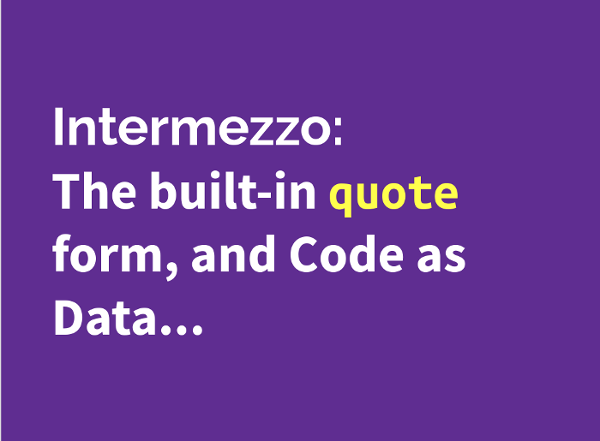 Intermezzo:
The built-in quote
form, and Code as
Data...